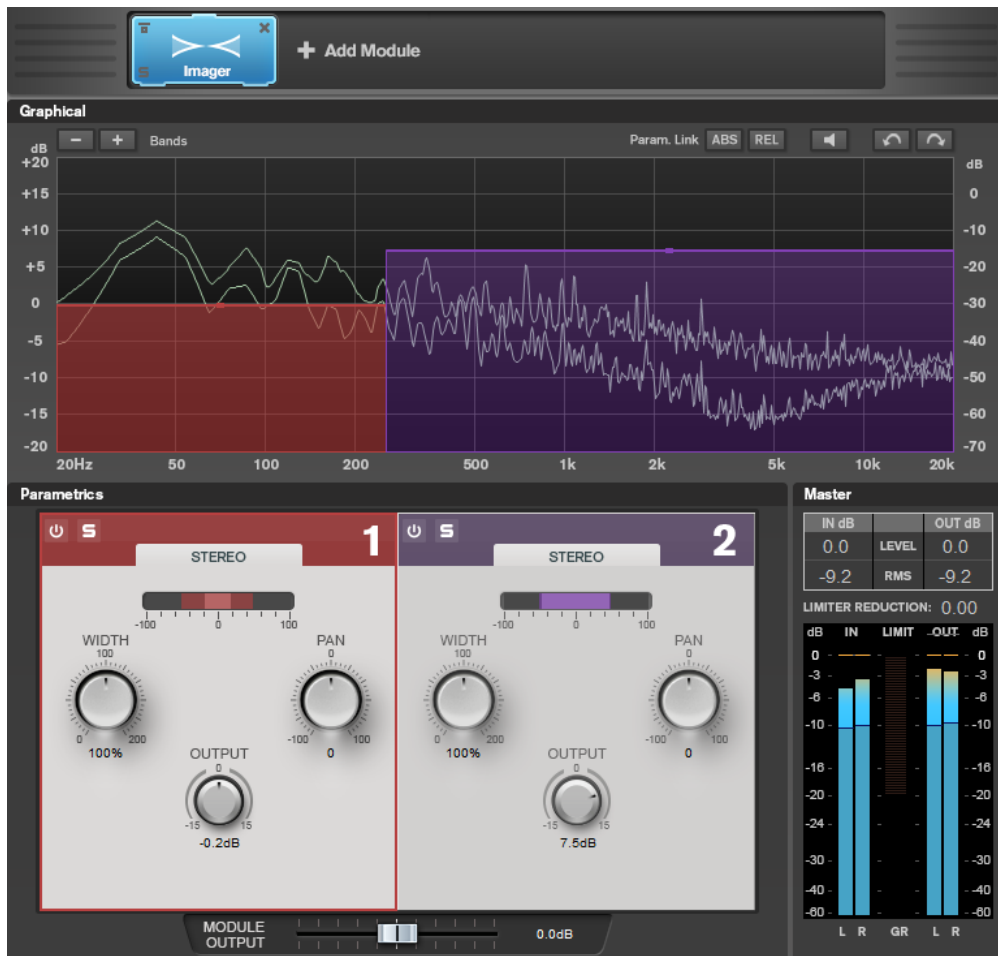 Imager
+ Add Module
S
Graphical
- + Bands
Param. Link ABS REL
dB
+20
+15
+10
+5
0
-5
-10
-15
-20
dB
0
-10
-20
-30
-40
-50
-60
-70
20Hz 50 100 200 500 1k 2k 5k 10k 20k
Parametrics
S 1
STEREO
-100 0 100
WIDTH
100
0 200
100%
PAN
0
-100 100
0
OUTPUT
0
-15 15
-0.2dB
S 2
STEREO
-100 0 100
WIDTH
100
0 200
100%
PAN
0
-100 100
0
OUTPUT
0
-15 15
7.5dB
MODULE
OUTPUT
0.0dB
Master
IN dB OUT dB
0.0 LEVEL 0.0
-9.2 RMS -9.2
LIMITER REDUCTION: 0.00
dB IN LIMIT OUT dB
0 0
-3 -3
-6 -6
-10 -10
-16 -16
-20 -20
-24 -24
-30 -30
-40 -40
-60 -60
L R GR L R